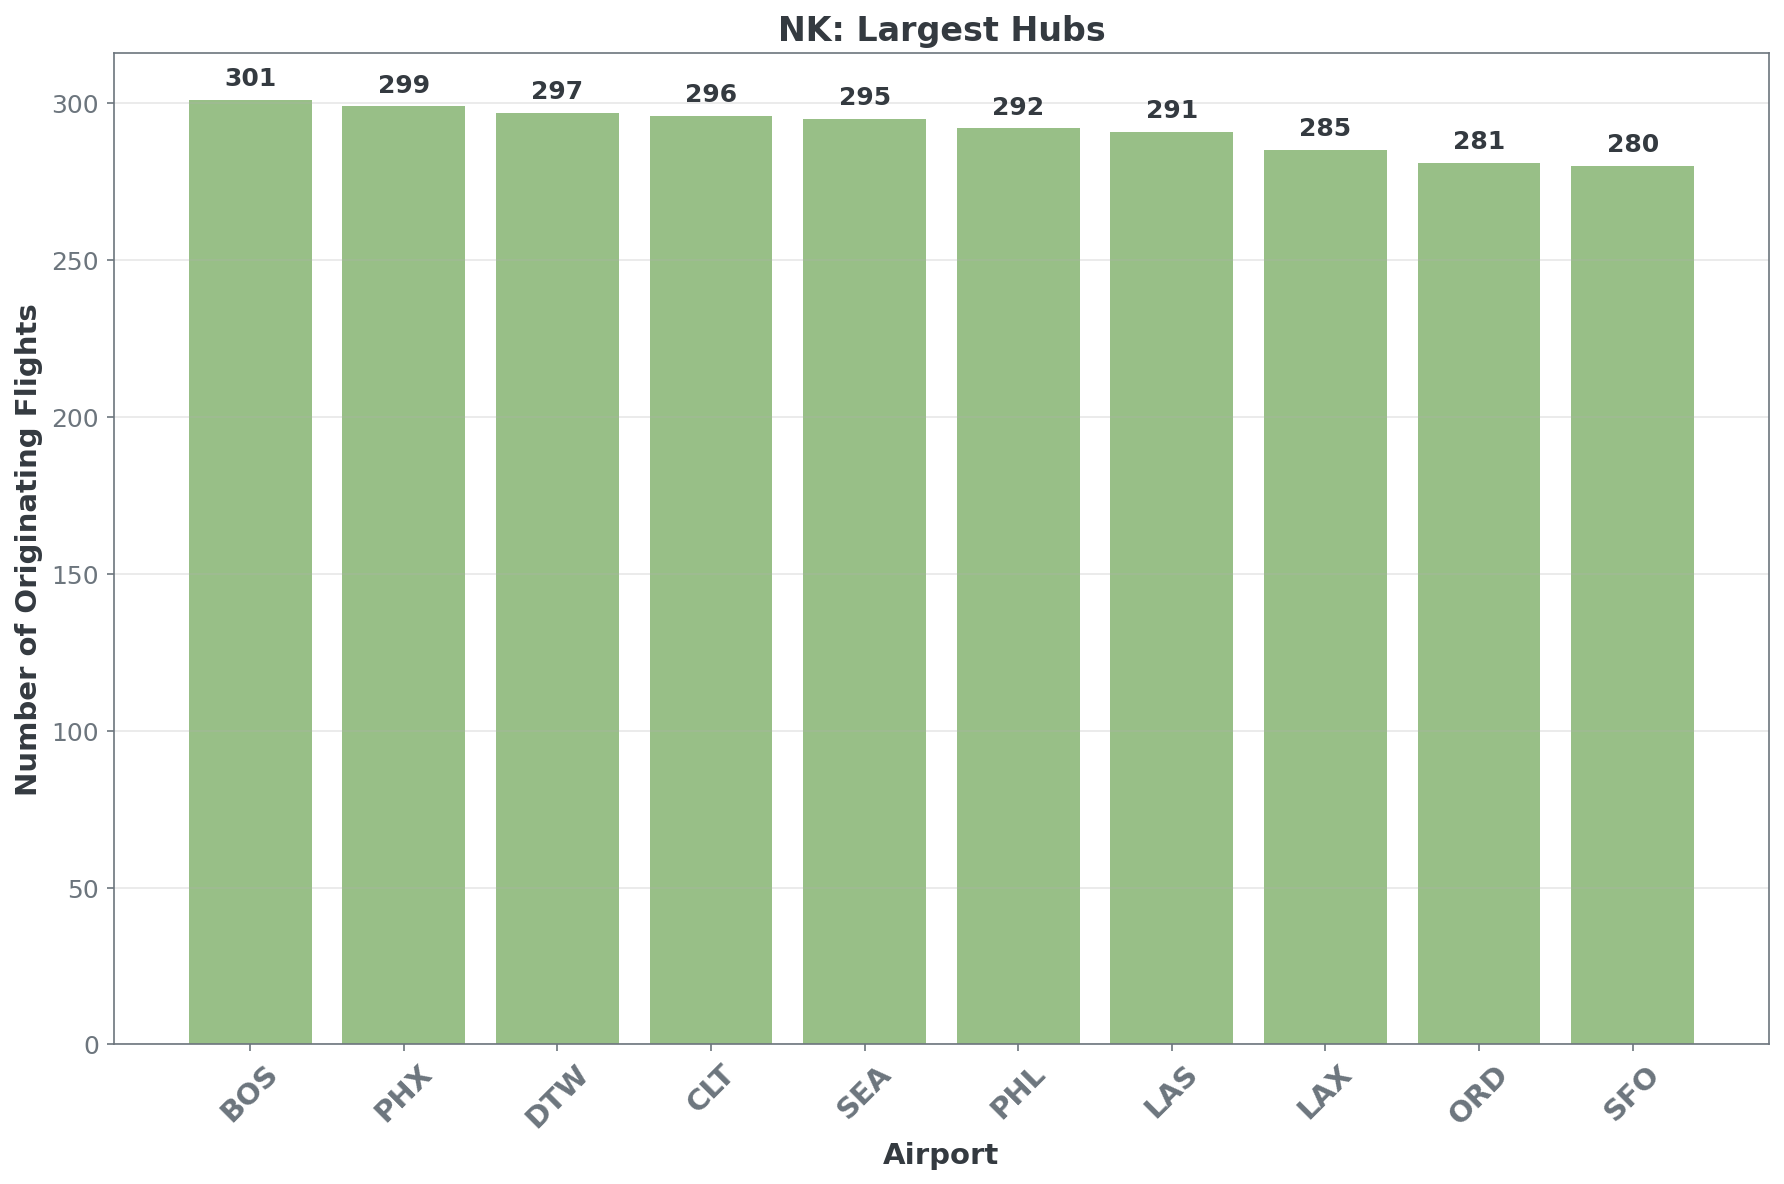 NK: Largest Hubs
301
299
297
296
295
292
291
285
281
280
300
250
200
150
100
50
0
Number of Originating Flights
BOS
PHX
DTW
CLT
SEA
PHL
LAS
LAX
ORD
SFO
Airport